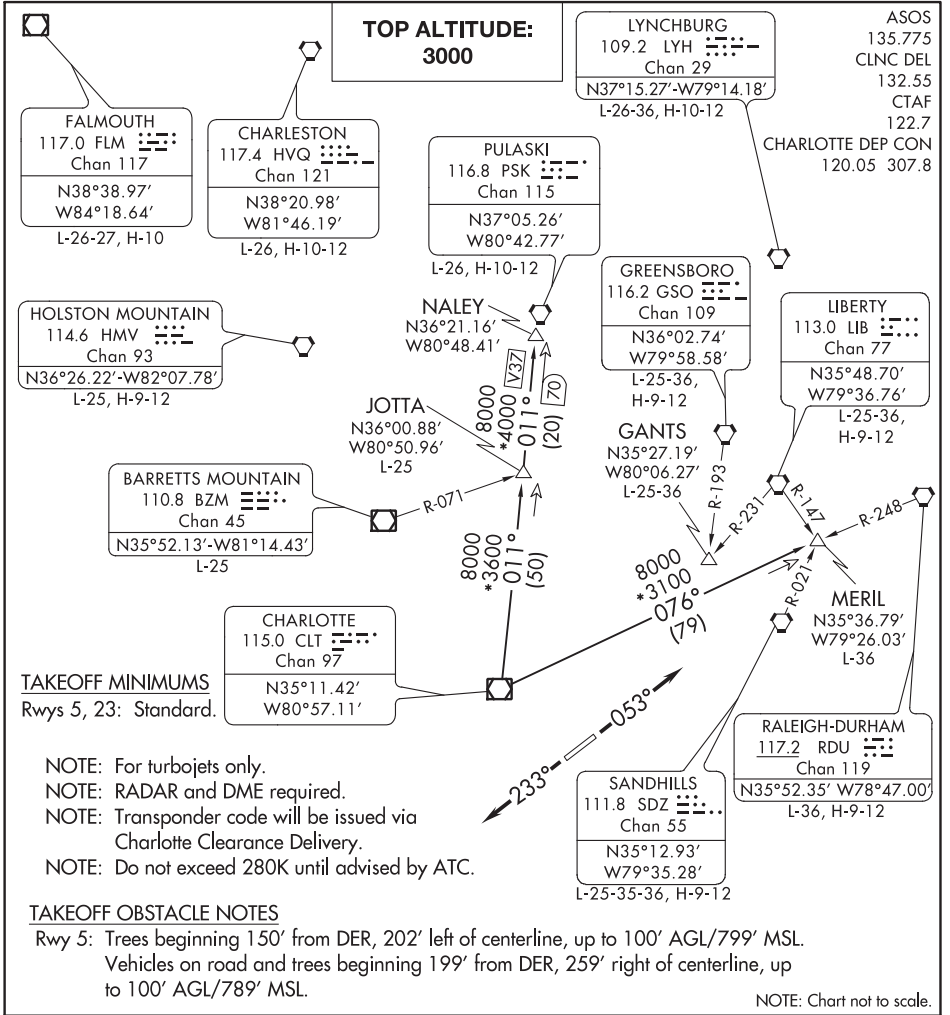 TOP ALTITUDE:
3000
ASOS
135.775
CLNC DEL
132.55
CTAF
122.7
CHARLOTTE DEP CON
120.05 307.8
FALMOUTH
117.0 FLM
Chan 117
N38°38.97′
W84°18.64′
L-26-27, H-10
CHARLESTON
117.4 HVQ
Chan 121
N38°20.98′
W81°46.19′
L-26, H-10-12
LYNCHBURG
109.2 LYH
Chan 29
N37°15.27′-W79°14.18′
L-26-36, H-10-12
PULASKI
116.8 PSK
Chan 115
N37°05.26′
W80°42.77′
L-26, H-10-12
GREENSBORO
116.2 GSO
Chan 109
N36°02.74′
W79°58.58′
L-25-36,
H-9-12
LIBERTY
113.0 LIB
Chan 77
N35°48.70′
W79°36.76′
L-25-36,
H-9-12
HOLSTON MOUNTAIN
114.6 HMV
Chan 93
N36°26.22′-W82°07.78′
L-25, H-9-12
NALEY
N36°21.16′
W80°48.41′
V37
70
8000
*4000
011°
(20)
JOTTA
N36°00.88′
W80°50.96′
L-25
GANTS
N35°27.19′
W80°06.27′
L-25-36
R-193
R-231
R-147
R-248
R-021
BARRETTS MOUNTAIN
110.8 BZM
Chan 45
N35°52.13′-W81°14.43′
L-25
R-071
8000
*3600
011°
(50)
8000
*3100
076°
(79)
MERIL
N35°36.79′
W79°26.03′
L-36
CHARLOTTE
115.0 CLT
Chan 97
N35°11.42′
W80°57.11′
TAKEOFF MINIMUMS
Rwys 5, 23: Standard.
233°
053°
RALEIGH-DURHAM
117.2 RDU
Chan 119
N35°52.35′ W78°47.00′
L-36, H-9-12
SANDHILLS
111.8 SDZ
Chan 55
N35°12.93′
W79°35.28′
L-25-35-36, H-9-12
NOTE: For turbojets only.
NOTE: RADAR and DME required.
NOTE: Transponder code will be issued via
Charlotte Clearance Delivery.
NOTE: Do not exceed 280K until advised by ATC.
TAKEOFF OBSTACLE NOTES
Rwy 5: Trees beginning 150′ from DER, 202′ left of centerline, up to 100′ AGL/799′ MSL.
Vehicles on road and trees beginning 199′ from DER, 259′ right of centerline, up
to 100′ AGL/789′ MSL.
NOTE: Chart not to scale.